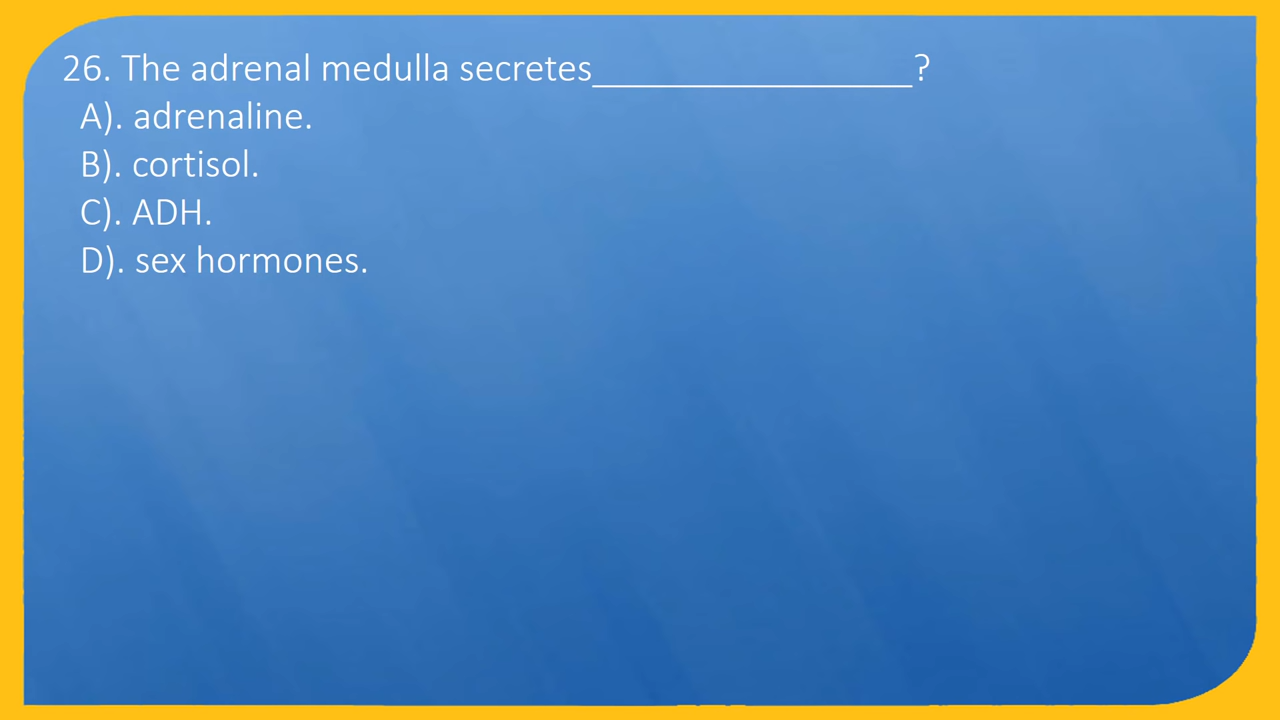 26. The adrenal medulla secretes________________?
A). adrenaline.
B). cortisol.
C). ADH.
D). sex hormones.